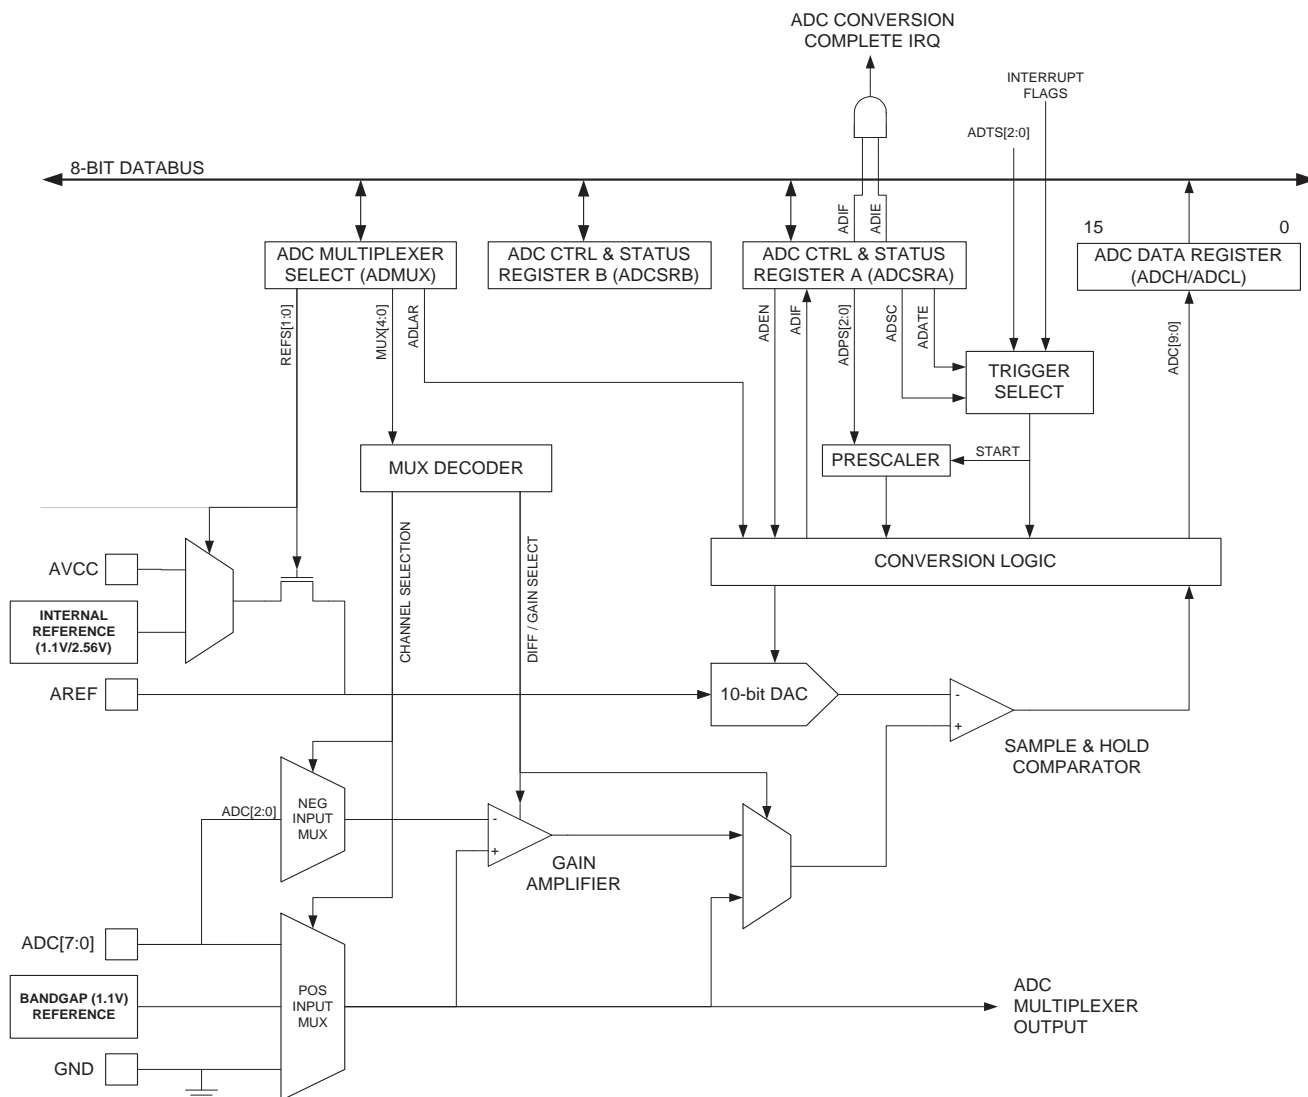 ADC CONVERSION
COMPLETE IRQ
INTERRUPT
FLAGS
ADTS[2:0]
8-BIT DATABUS
ADIF
ADIE
15
0
ADC MULTIPLEXER
SELECT (ADMUX)
ADC CTRL & STATUS
REGISTER B (ADCSRB)
ADC CTRL & STATUS
REGISTER A (ADCSRA)
ADC DATA REGISTER
(ADCH/ADCL)
REFS[1:0]
MUX[4:0]
ADLAR
ADEN
ADIF
ADPS[2:0]
ADSC
ADATE
ADC[9:0]
TRIGGER
SELECT
MUX DECODER
PRESCALER
START
CHANNEL SELECTION
DIFF / GAIN SELECT
CONVERSION LOGIC
AVCC
INTERNAL
REFERENCE
(1.1V/2.56V)
AREF
10-bit DAC
-
+
SAMPLE & HOLD
COMPARATOR
ADC[2:0]
NEG
INPUT
MUX
-
+
GAIN
AMPLIFIER
ADC[7:0]
BANDGAP (1.1V)
REFERENCE
POS
INPUT
MUX
ADC
MULTIPLEXER
OUTPUT
GND